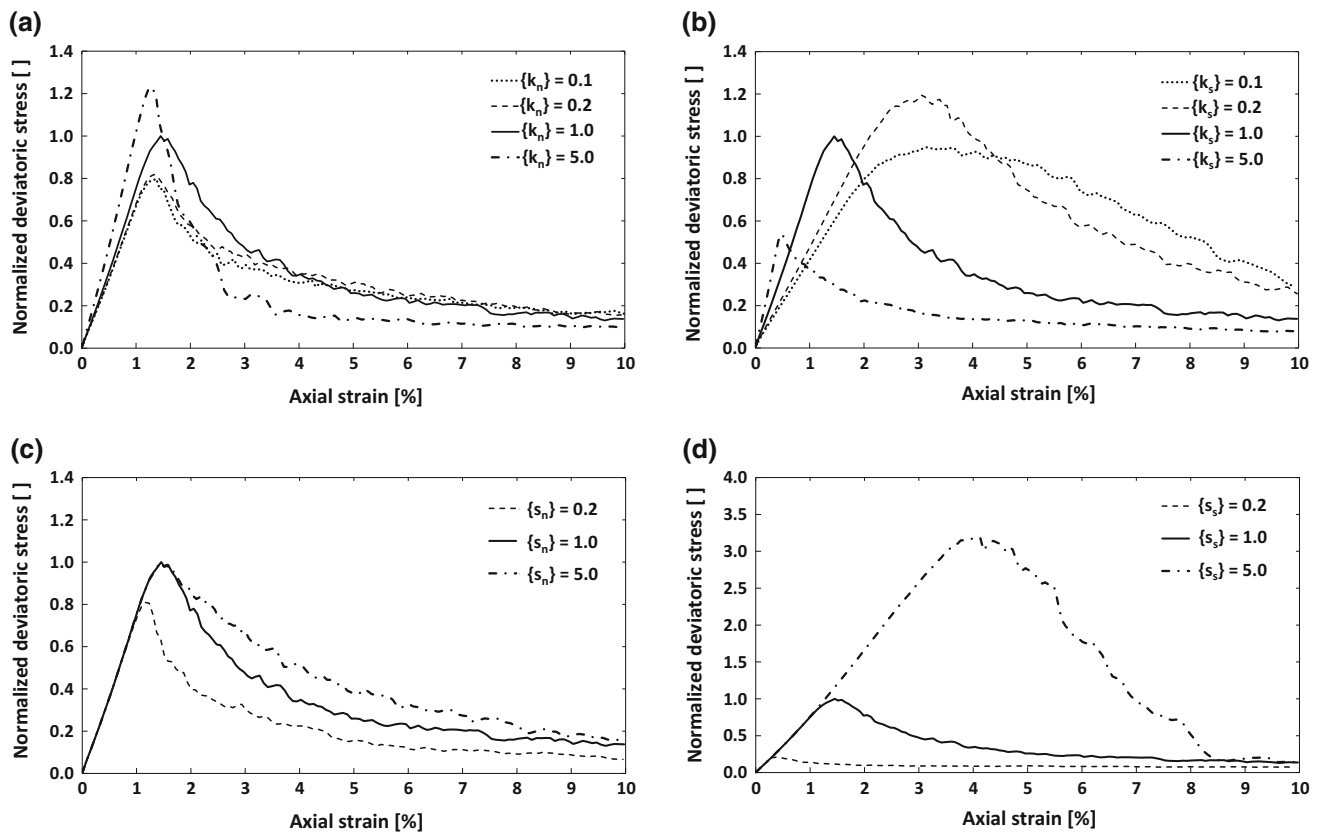 (a)
Normalized deviatoric stress [ ]
1.4
1.2
1.0
0.8
0.6
0.4
0.2
0.0
0 1 2 3 4 5 6 7 8 9 10
Axial strain [%]
{kₙ} = 0.1
{kₙ} = 0.2
{kₙ} = 1.0
{kₙ} = 5.0
(b)
Normalized deviatoric stress [ ]
1.4
1.2
1.0
0.8
0.6
0.4
0.2
0.0
0 1 2 3 4 5 6 7 8 9 10
Axial strain [%]
{kₛ} = 0.1
{kₛ} = 0.2
{kₛ} = 1.0
{kₛ} = 5.0
(c)
Normalized deviatoric stress [ ]
1.4
1.2
1.0
0.8
0.6
0.4
0.2
0.0
0 1 2 3 4 5 6 7 8 9 10
Axial strain [%]
{sₙ} = 0.2
{sₙ} = 1.0
{sₙ} = 5.0
(d)
Normalized deviatoric stress [ ]
4.0
3.5
3.0
2.5
2.0
1.5
1.0
0.5
0.0
0 1 2 3 4 5 6 7 8 9 10
Axial strain [%]
{sₛ} = 0.2
{sₛ} = 1.0
{sₛ} = 5.0